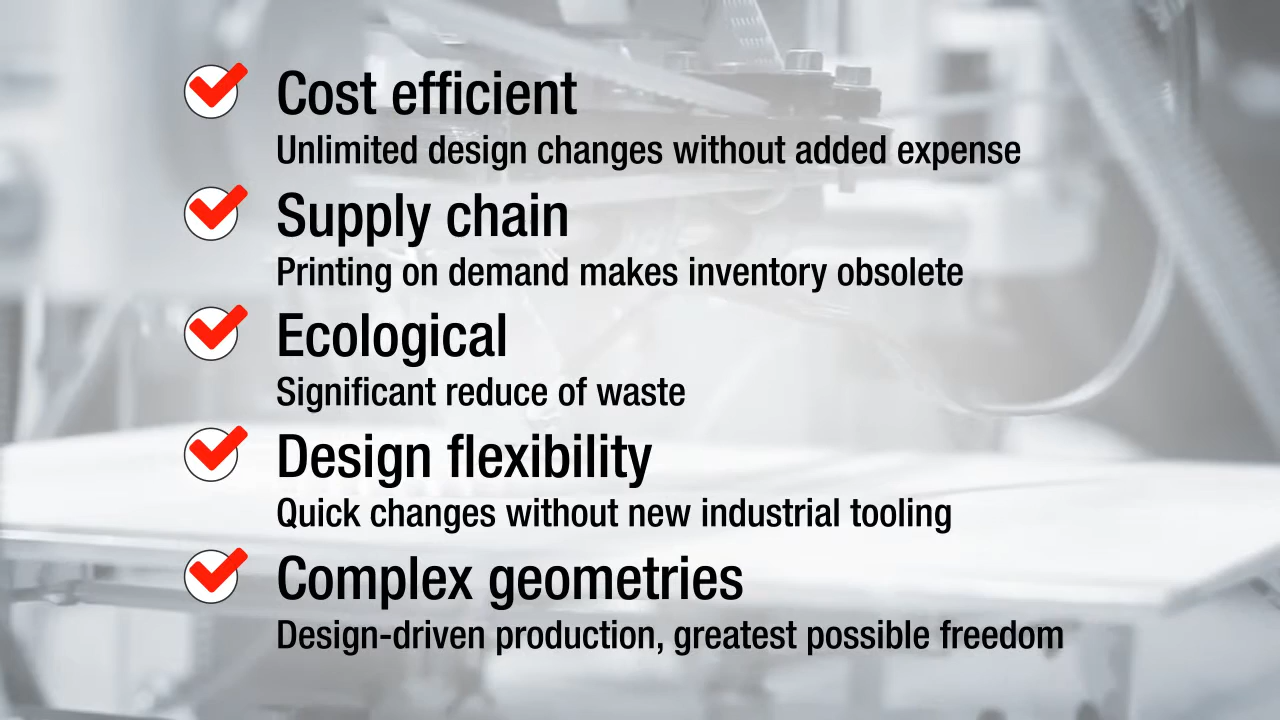 Cost efficient
Unlimited design changes without added expense
Supply chain
Printing on demand makes inventory obsolete
Ecological
Significant reduce of waste
Design flexibility
Quick changes without new industrial tooling
Complex geometries
Design-driven production, greatest possible freedom